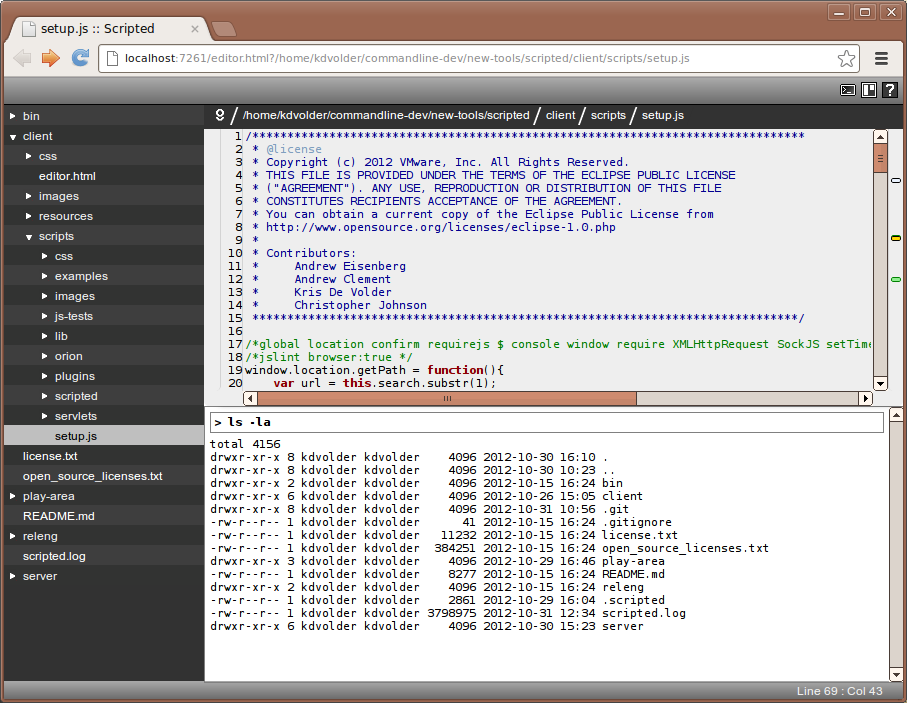 setup.js :: Scripted
localhost:7261/editor.html?/home/kdvolder/commandline-dev/new-tools/scripted/client/scripts/setup.js
?
bin
client
css
editor.html
images
resources
scripts
css
examples
images
js-tests
lib
orion
plugins
scripted
servlets
setup.js
license.txt
open_source_licenses.txt
play-area
README.md
releng
scripted.log
server
/home/kdvolder/commandline-dev/new-tools/scripted / client / scripts / setup.js
1 /*******************************************************************************
2 * @license
3 * Copyright (c) 2012 VMware, Inc. All Rights Reserved.
4 * THIS FILE IS PROVIDED UNDER THE TERMS OF THE ECLIPSE PUBLIC LICENSE
5 * ("AGREEMENT"). ANY USE, REPRODUCTION OR DISTRIBUTION OF THIS FILE
6 * CONSTITUTES RECIPIENTS ACCEPTANCE OF THE AGREEMENT.
7 * You can obtain a current copy of the Eclipse Public License from
8 * http://www.opensource.org/licenses/eclipse-1.0.php
9 *
10 * Contributors:
11 *     Andrew Eisenberg
12 *     Andrew Clement
13 *     Kris De Volder
14 *     Christopher Johnson
15 ******************************************************************************/
16
17 /*global location confirm requirejs $ console window require XMLHttpRequest SockJS setTime
18 /*jslint browser:true */
19 window.location.getPath = function(){
20     var url = this.search.substr(1);
> ls -la
total 4156
drwxr-xr-x 8 kdvolder kdvolder    4096 2012-10-30 16:10 .
drwxr-xr-x 8 kdvolder kdvolder    4096 2012-10-30 10:23 ..
drwxr-xr-x 2 kdvolder kdvolder    4096 2012-10-15 16:24 bin
drwxr-xr-x 6 kdvolder kdvolder    4096 2012-10-26 15:05 client
drwxr-xr-x 8 kdvolder kdvolder    4096 2012-10-31 10:56 .git
-rw-r--r-- 1 kdvolder kdvolder      41 2012-10-15 16:24 .gitignore
-rw-r--r-- 1 kdvolder kdvolder   11232 2012-10-15 16:24 license.txt
-rw-r--r-- 1 kdvolder kdvolder  384251 2012-10-15 16:24 open_source_licenses.txt
drwxr-xr-x 3 kdvolder kdvolder    4096 2012-10-29 16:46 play-area
-rw-r--r-- 1 kdvolder kdvolder    8277 2012-10-15 16:24 README.md
drwxr-xr-x 2 kdvolder kdvolder    4096 2012-10-15 16:24 releng
-rw-r--r-- 1 kdvolder kdvolder    2861 2012-10-29 16:04 .scripted
-rw-r--r-- 1 kdvolder kdvolder 3798975 2012-10-31 12:34 scripted.log
drwxr-xr-x 6 kdvolder kdvolder    4096 2012-10-30 15:23 server
Line 69 : Col 43